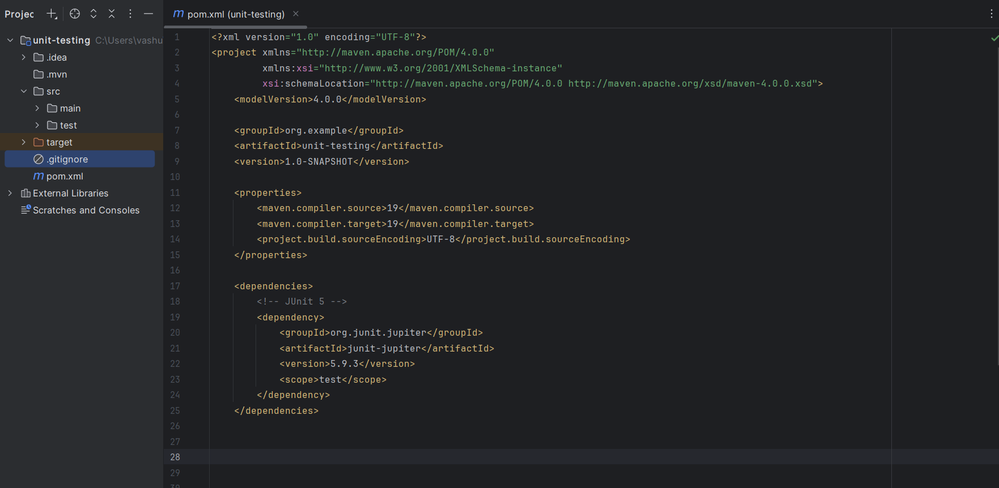 Projec
unit-testing C:\Users\vashu
.idea
.mvn
src
main
test
target
.gitignore
m pom.xml
External Libraries
Scratches and Consoles
m pom.xml (unit-testing)
1 <?xml version="1.0" encoding="UTF-8"?>
2 <project xmlns="http://maven.apache.org/POM/4.0.0"
3 xmlns:xsi="http://www.w3.org/2001/XMLSchema-instance"
4 xsi:schemaLocation="http://maven.apache.org/POM/4.0.0 http://maven.apache.org/xsd/maven-4.0.0.xsd">
5 <modelVersion>4.0.0</modelVersion>
6
7 <groupId>org.example</groupId>
8 <artifactId>unit-testing</artifactId>
9 <version>1.0-SNAPSHOT</version>
10
11 <properties>
12 <maven.compiler.source>19</maven.compiler.source>
13 <maven.compiler.target>19</maven.compiler.target>
14 <project.build.sourceEncoding>UTF-8</project.build.sourceEncoding>
15 </properties>
16
17 <dependencies>
18 <!-- JUnit 5 -->
19 <dependency>
20 <groupId>org.junit.jupiter</groupId>
21 <artifactId>junit-jupiter</artifactId>
22 <version>5.9.3</version>
23 <scope>test</scope>
24 </dependency>
25 </dependencies>
26
27
28
29
30